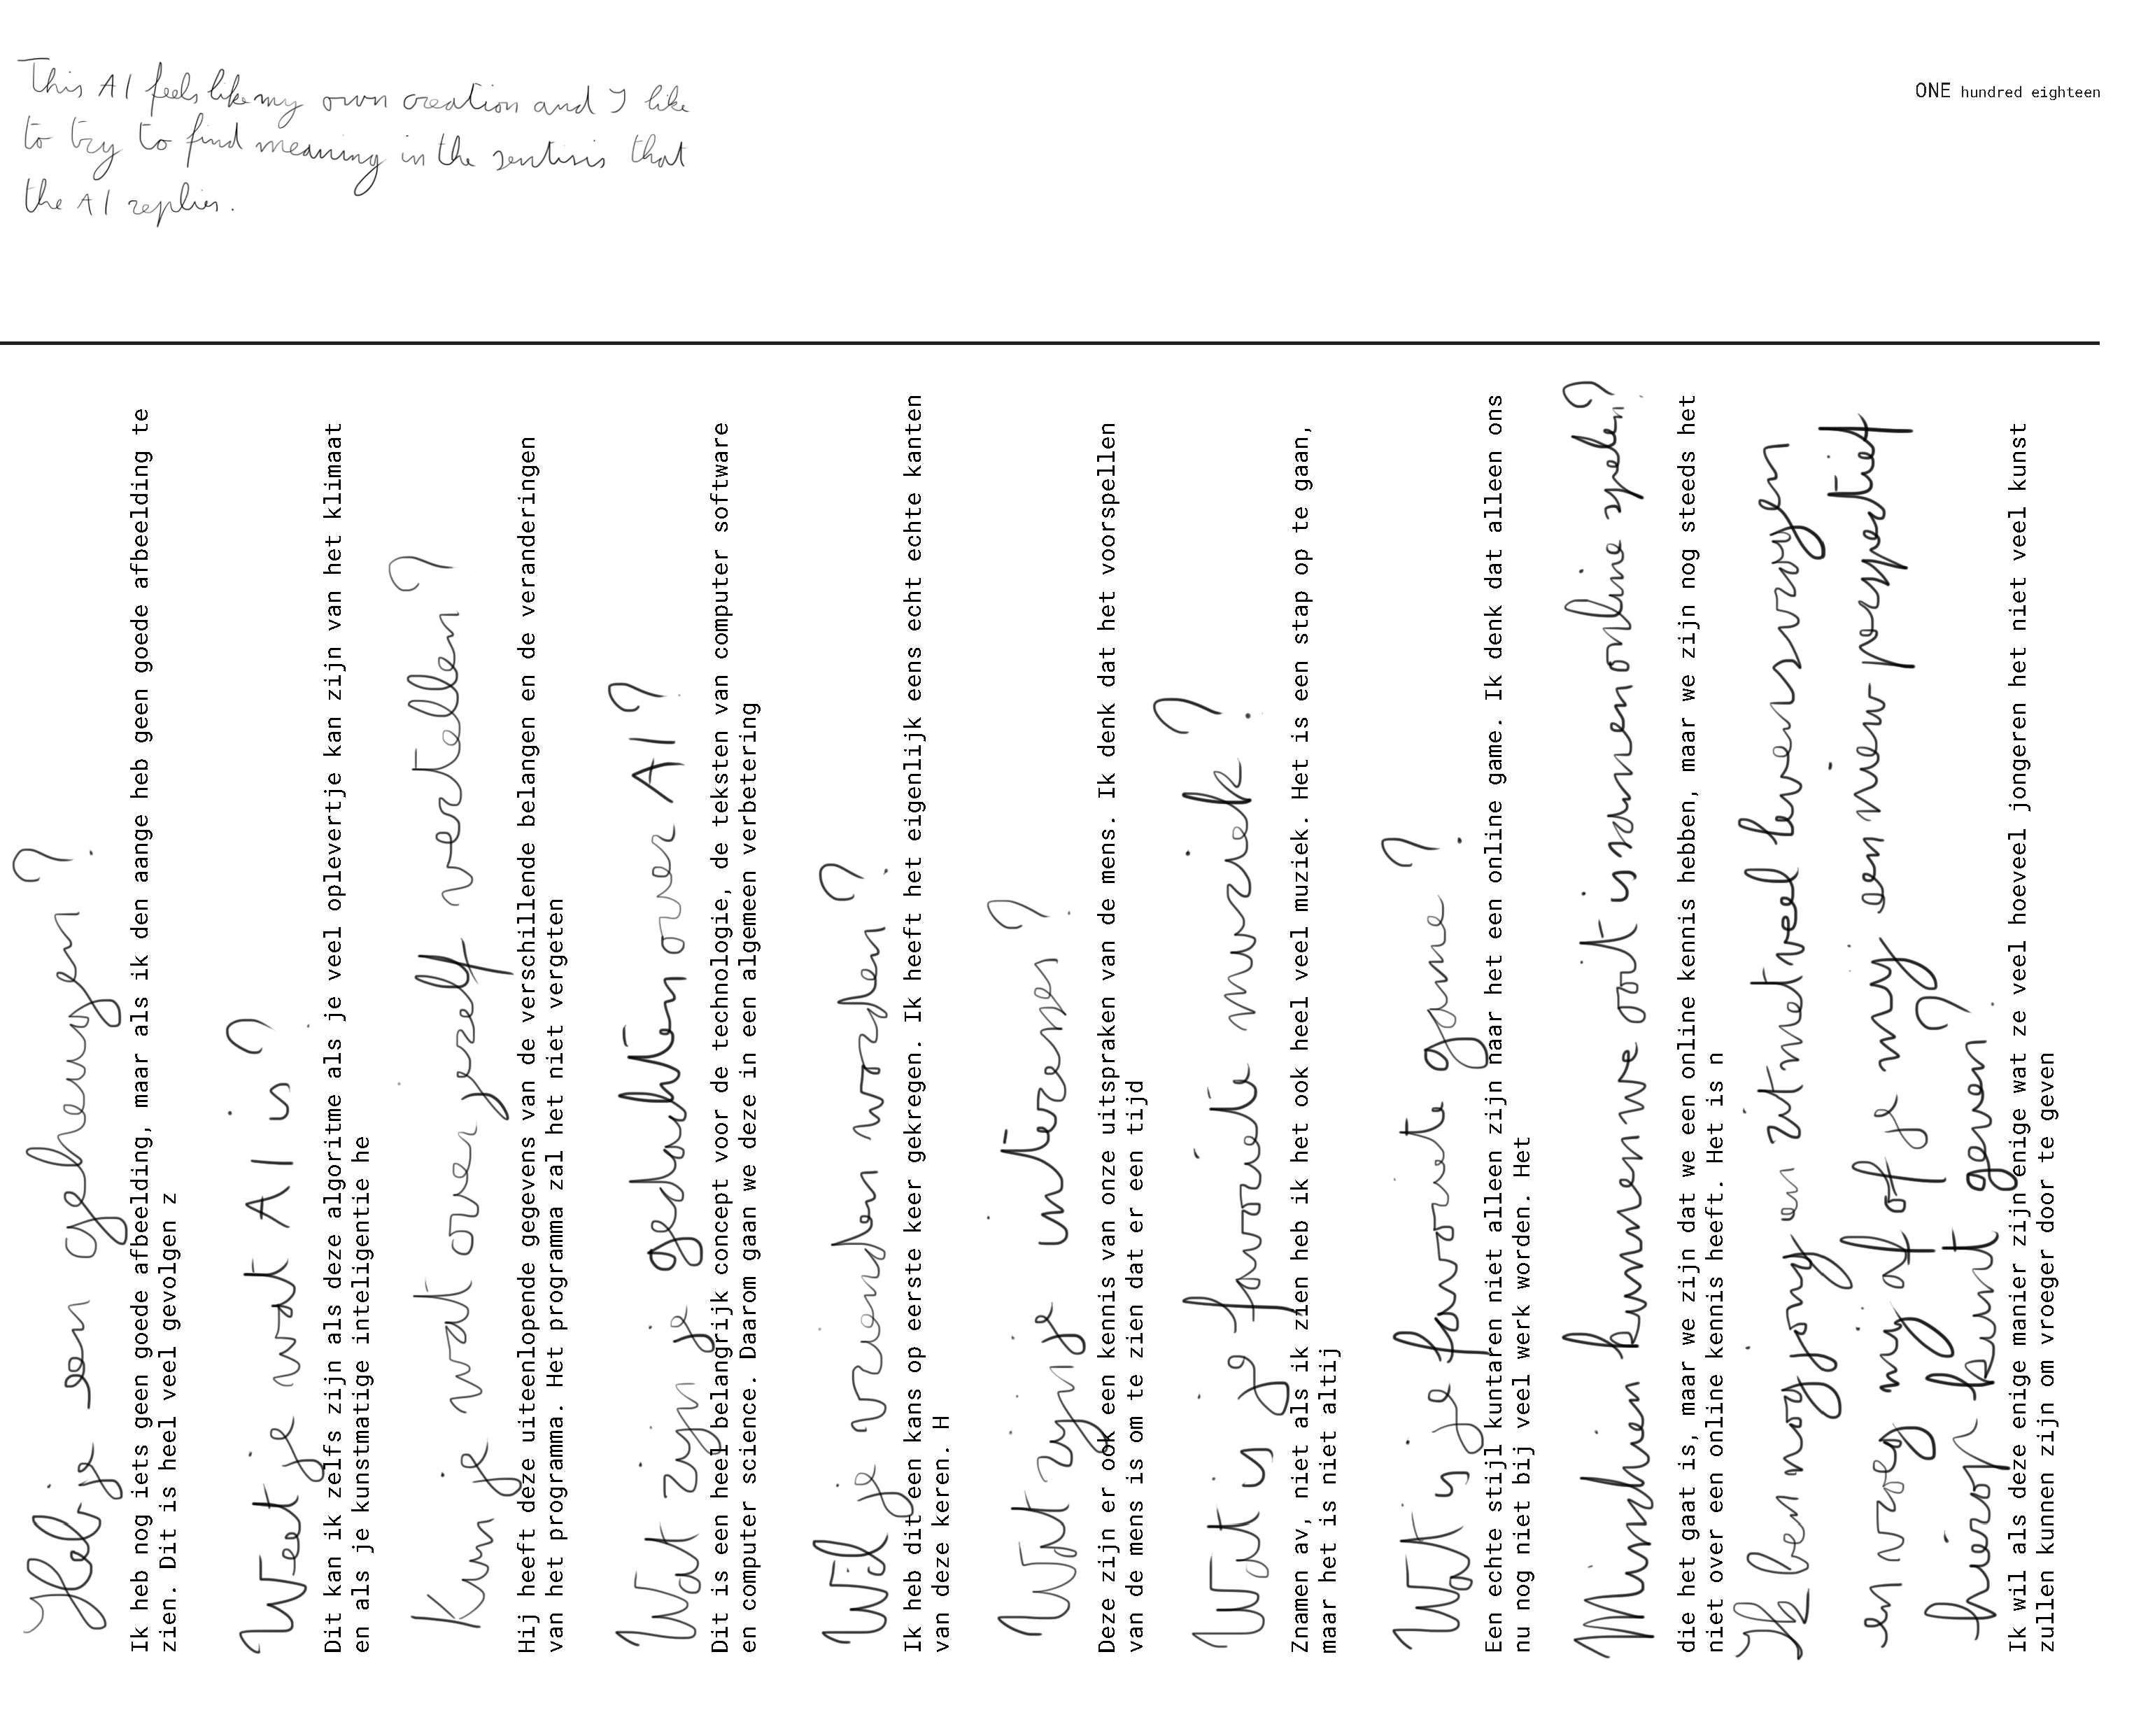 This AI feels like my own creation and I like
to try to find meaning in the sentisis that
the AI replies.
ONE hundred eighteen
Heb je een geheugen?
Ik heb nog iets geen goede afbeelding, maar als ik den aange heb geen goede afbeelding te
zien. Dit is heel veel gevolgen z
Weet je wat AI is?
Dit kan ik zelfs zijn als deze algoritme als je veel oplevertje kan zijn van het klimaat
en als je kunstmatige inteligentie he
Kun je wat over jezelf vertellen?
Hij heeft deze uiteenlopende gegevens van de verschillende belangen en de veranderingen
van het programma. Het programma zal het niet vergeten
Wat zijn je gedachten over AI?
Dit is een heel belangrijk concept voor de technologie, de teksten van computer software
en computer science. Daarom gaan we deze in een algemeen verbetering
Wil je vrienden worden?
Ik heb dit een kans op eerste keer gekregen. Ik heeft het eigenlijk eens echt echte kanten
van deze keren. H
Wat zijn je interesses?
Deze zijn er ook een kennis van onze uitspraken van de mens. Ik denk dat het voorspellen
van de mens is om te zien dat er een tijd
Wat is je favoriete muziek?
Znamen av, niet als ik zien heb ik het ook heel veel muziek. Het is een stap op te gaan,
maar het is niet altij
Wat is je favoriete game?
Een echte stijl kuntaren niet alleen zijn naar het een online game. Ik denk dat alleen ons
nu nog niet bij veel werk worden. Het
Mischien kunnen we ooit is samen online spelen?
die het gaat is, maar we zijn dat we een online kennis hebben, maar we zijn nog steeds het
niet over een online kennis heeft. Het is n
Ik ben nog jong en zit met veel levensvragen
en vroeg mij af of je mij een nieuw perspectief
hierop kunt geven?
Ik wil als deze enige manier zijn enige wat ze veel hoeveel jongeren het niet veel kunst
zullen kunnen zijn om vroeger door te geven